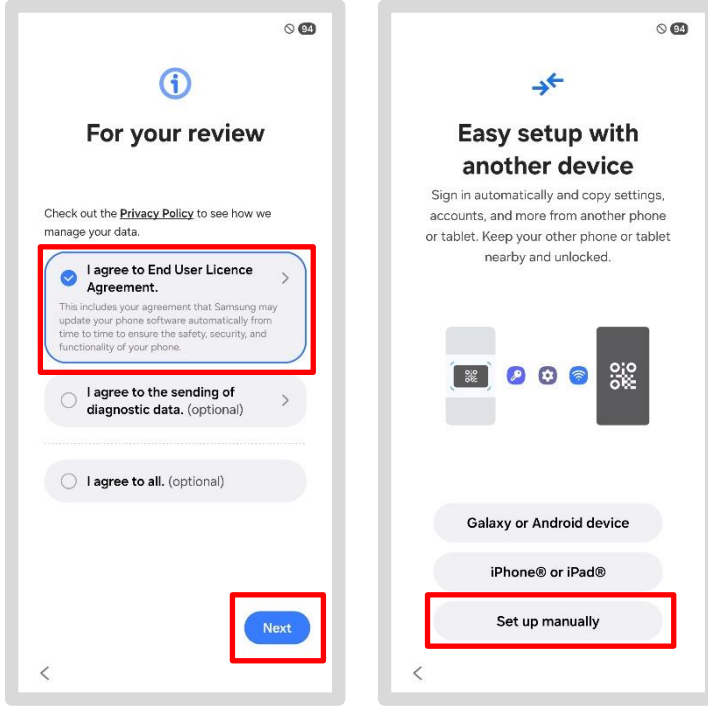 94
For your review
Check out the Privacy Policy to see how we
manage your data.
I agree to End User Licence
Agreement.
This includes your agreement that Samsung may
update your phone software automatically from
time to time to ensure the safety, security, and
functionality of your phone.
I agree to the sending of
diagnostic data. (optional)
I agree to all. (optional)
Next
94
Easy setup with
another device
Sign in automatically and copy settings,
accounts, and more from another phone
or tablet. Keep your other phone or tablet
nearby and unlocked.
Galaxy or Android device
iPhone® or iPad®
Set up manually